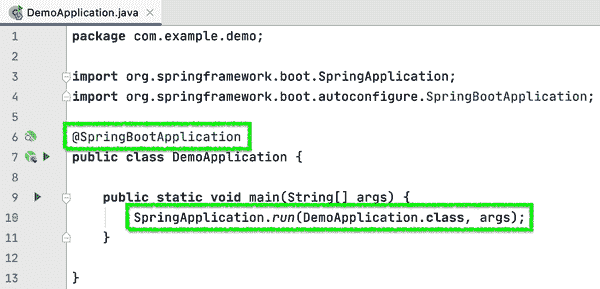 DemoApplication.java ×
1 package com.example.demo;
2
3 import org.springframework.boot.SpringApplication;
4 import org.springframework.boot.autoconfigure.SpringBootApplication;
5
6 @SpringBootApplication
7 public class DemoApplication {
8
9 public static void main(String[] args) {
10 SpringApplication.run(DemoApplication.class, args);
11 }
12
13 }